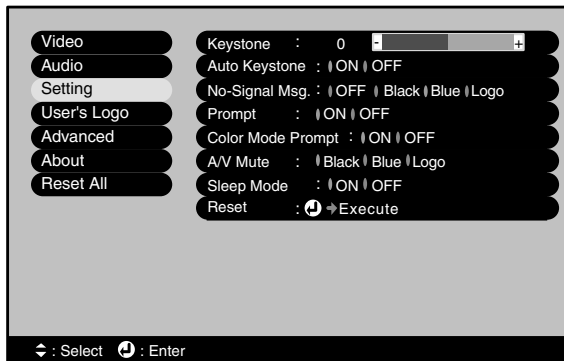 Video
Audio
Setting
User's Logo
Advanced
About
Reset All
Keystone : 0 - +
Auto Keystone : ON OFF
No-Signal Msg. : OFF Black Blue Logo
Prompt : ON OFF
Color Mode Prompt : ON OFF
A/V Mute : Black Blue Logo
Sleep Mode : ON OFF
Reset : Execute
: Select : Enter